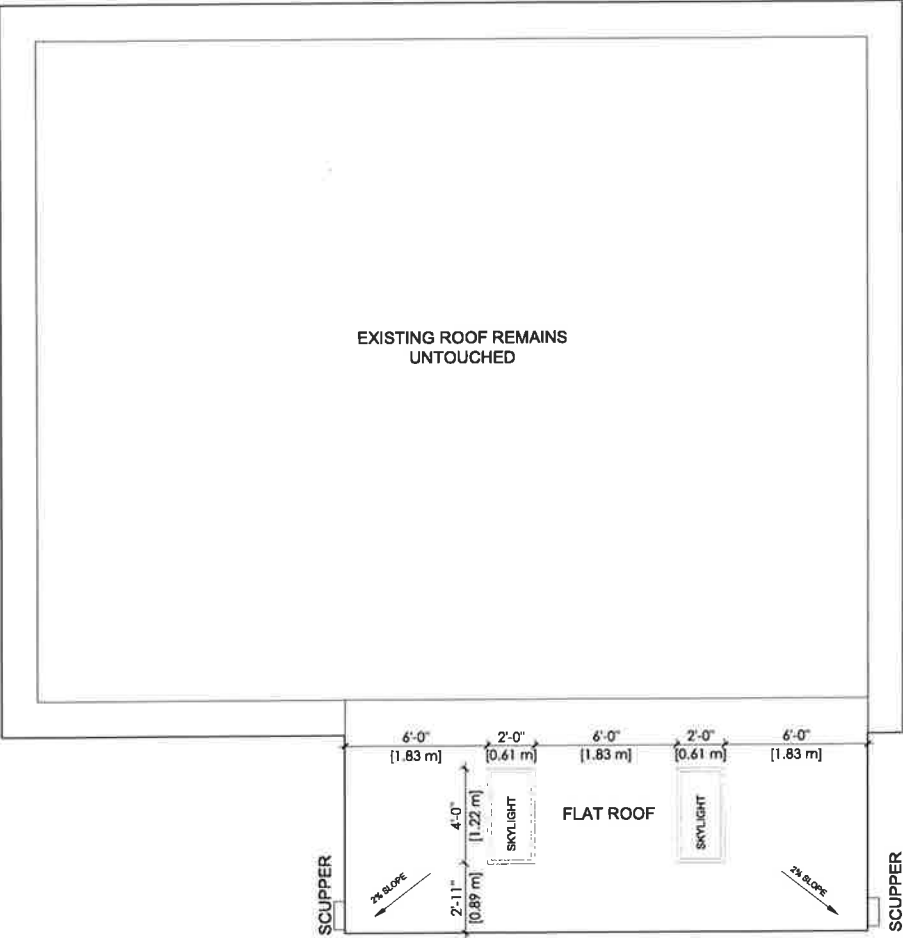 EXISTING ROOF REMAINS
UNTOUCHED
6'-0"
[1.83 m]
2'-0"
[0.61 m]
6'-0"
[1.83 m]
2'-0"
[0.61 m]
6'-0"
[1.83 m]
4'-0"
[1.22 m]
SKYLIGHT
FLAT ROOF
SKYLIGHT
SCUPPER
2% SLOPE
2'-11"
[0.89 m]
2% SLOPE
SCUPPER